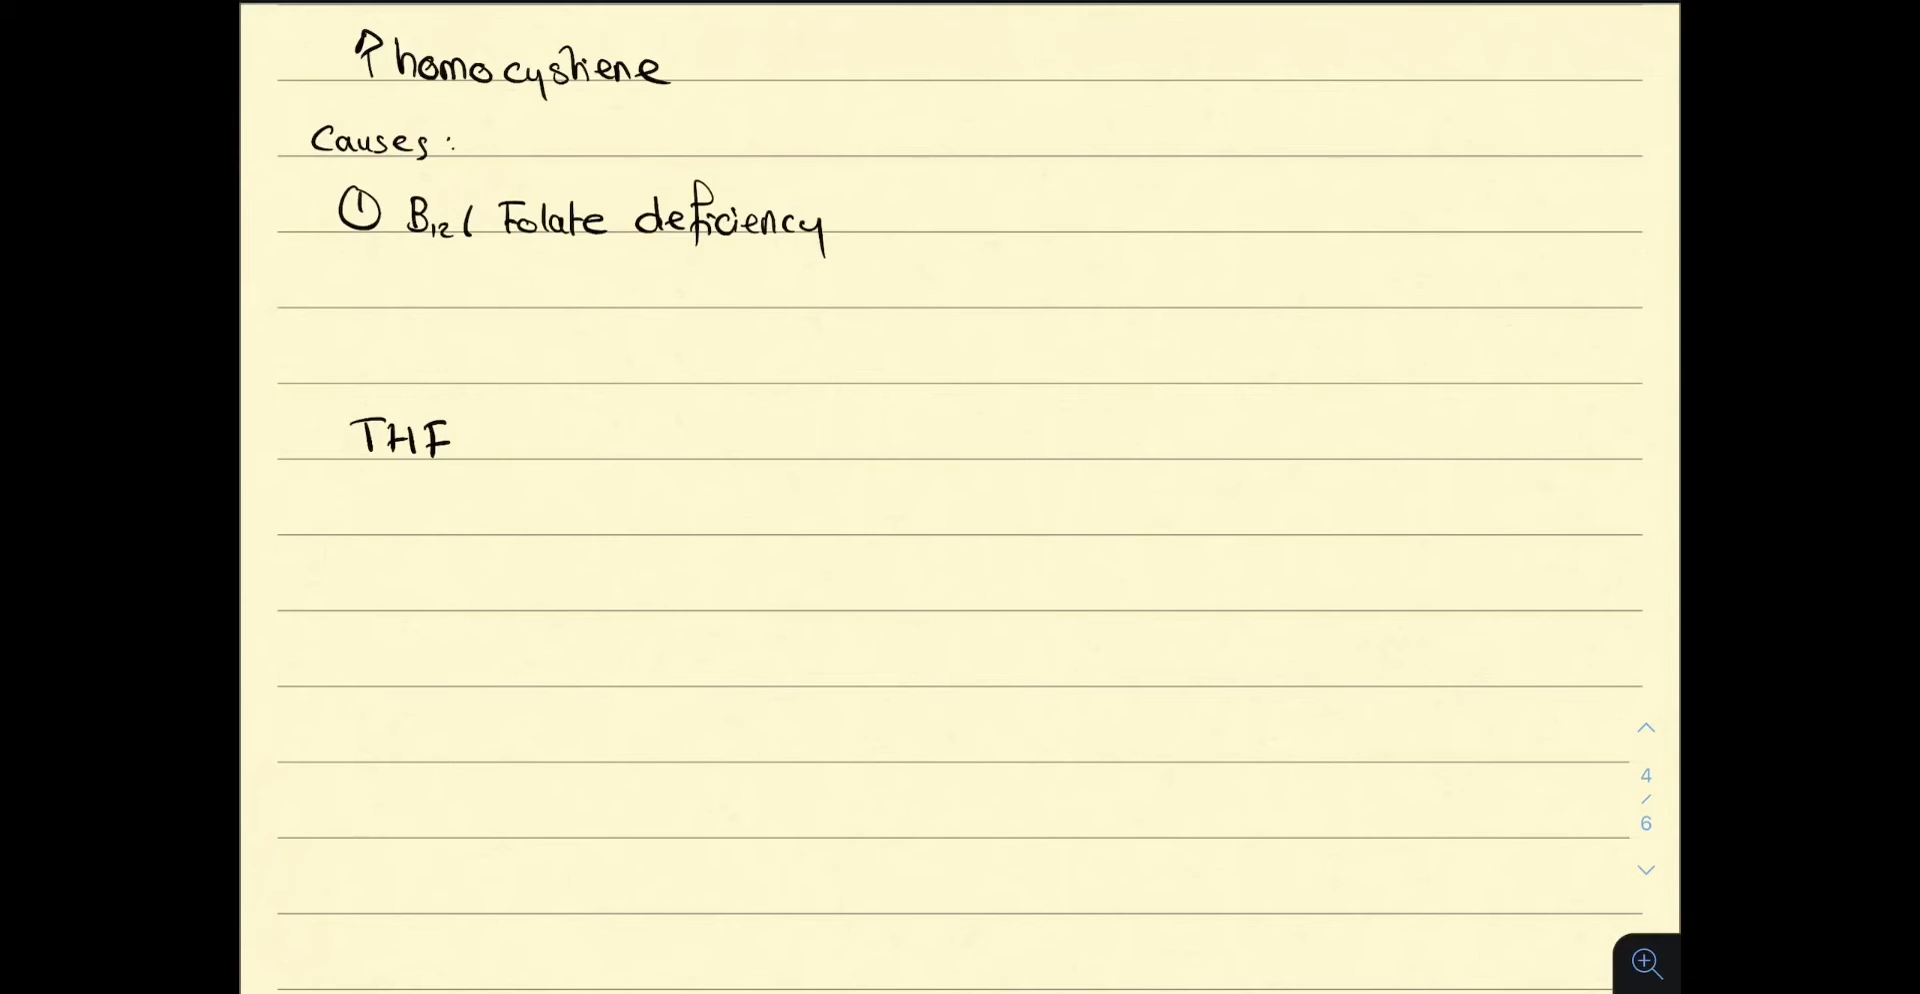 ↑ homocystiene
Causes:
① B12/ Folate deficiency
THF
4
/
6